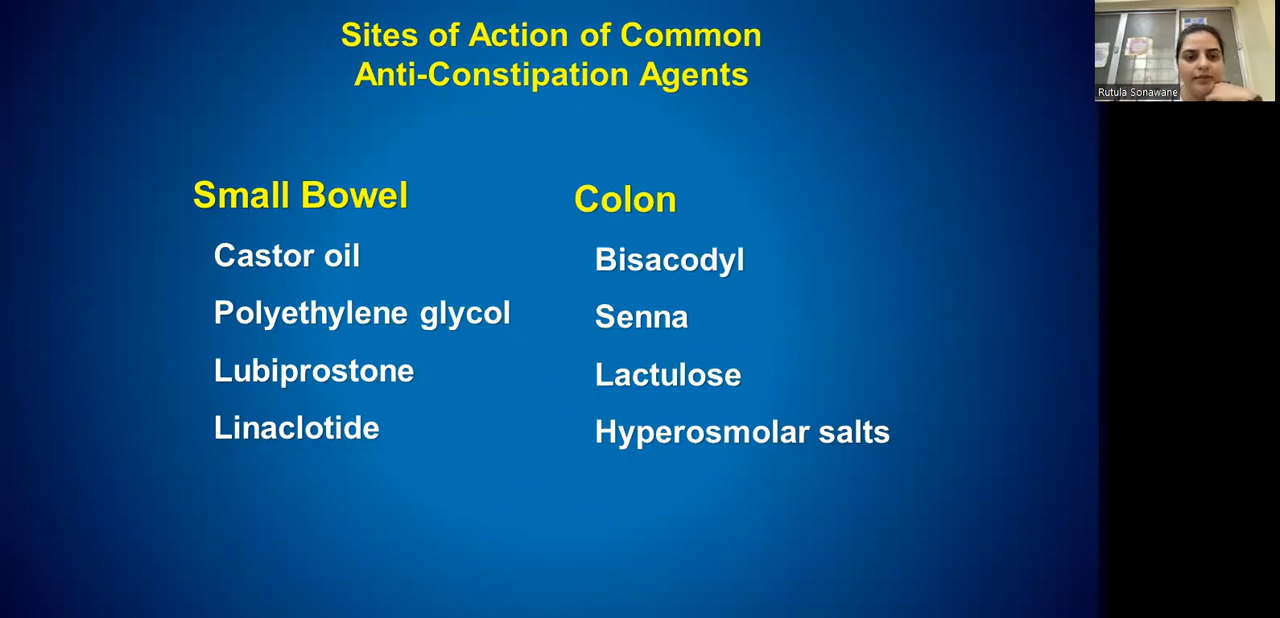 Sites of Action of Common
Anti-Constipation Agents
Rutula Sonawane
Small Bowel
Castor oil
Polyethylene glycol
Lubiprostone
Linaclotide
Colon
Bisacodyl
Senna
Lactulose
Hyperosmolar salts